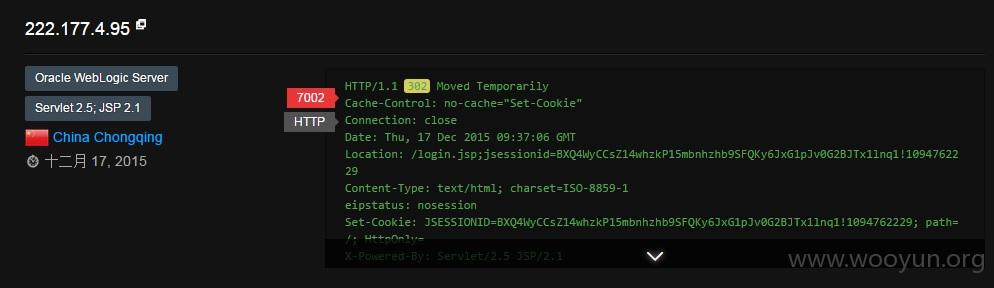 222.177.4.95
Oracle WebLogic Server
Servlet 2.5; JSP 2.1
China Chongqing
十二月 17, 2015
7002
HTTP
HTTP/1.1 302 Moved Temporarily
Cache-Control: no-cache="Set-Cookie"
Connection: close
Date: Thu, 17 Dec 2015 09:37:06 GMT
Location: /login.jsp;jsessionid=BXQ4WyCCsZ14whzkP15mbnhzhb9SFQKy6JxG1pJv0G2BJTx1lnq1!10947622
29
Content-Type: text/html; charset=ISO-8859-1
eipstatus: nosession
Set-Cookie: JSESSIONID=BXQ4WyCCsZ14whzkP15mbnhzhb9SFQKy6JxG1pJv0G2BJTx1lnq1!1094762229; path=
/; HttpOnly=
X-Powered-By: Servlet/2.5 JSP/2.1
www.wooyun.org